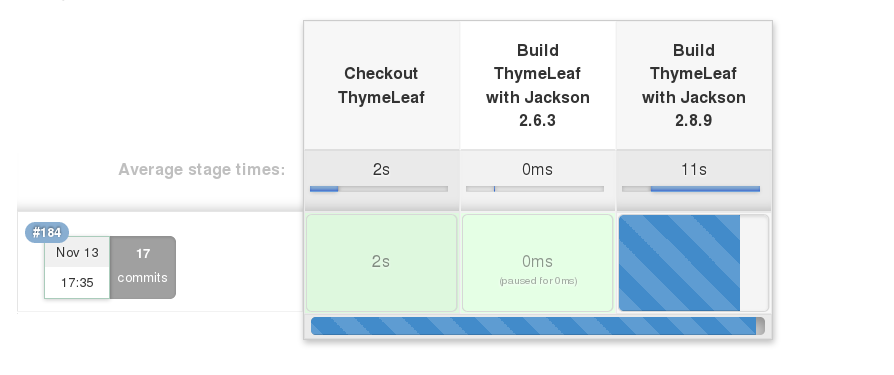 Checkout
ThymeLeaf
Build
ThymeLeaf
with Jackson
2.6.3
Build
ThymeLeaf
with Jackson
2.8.9
Average stage times:
2s
0ms
11s
#184
Nov 13
17:35
17
commits
2s
0ms
(paused for 0ms)